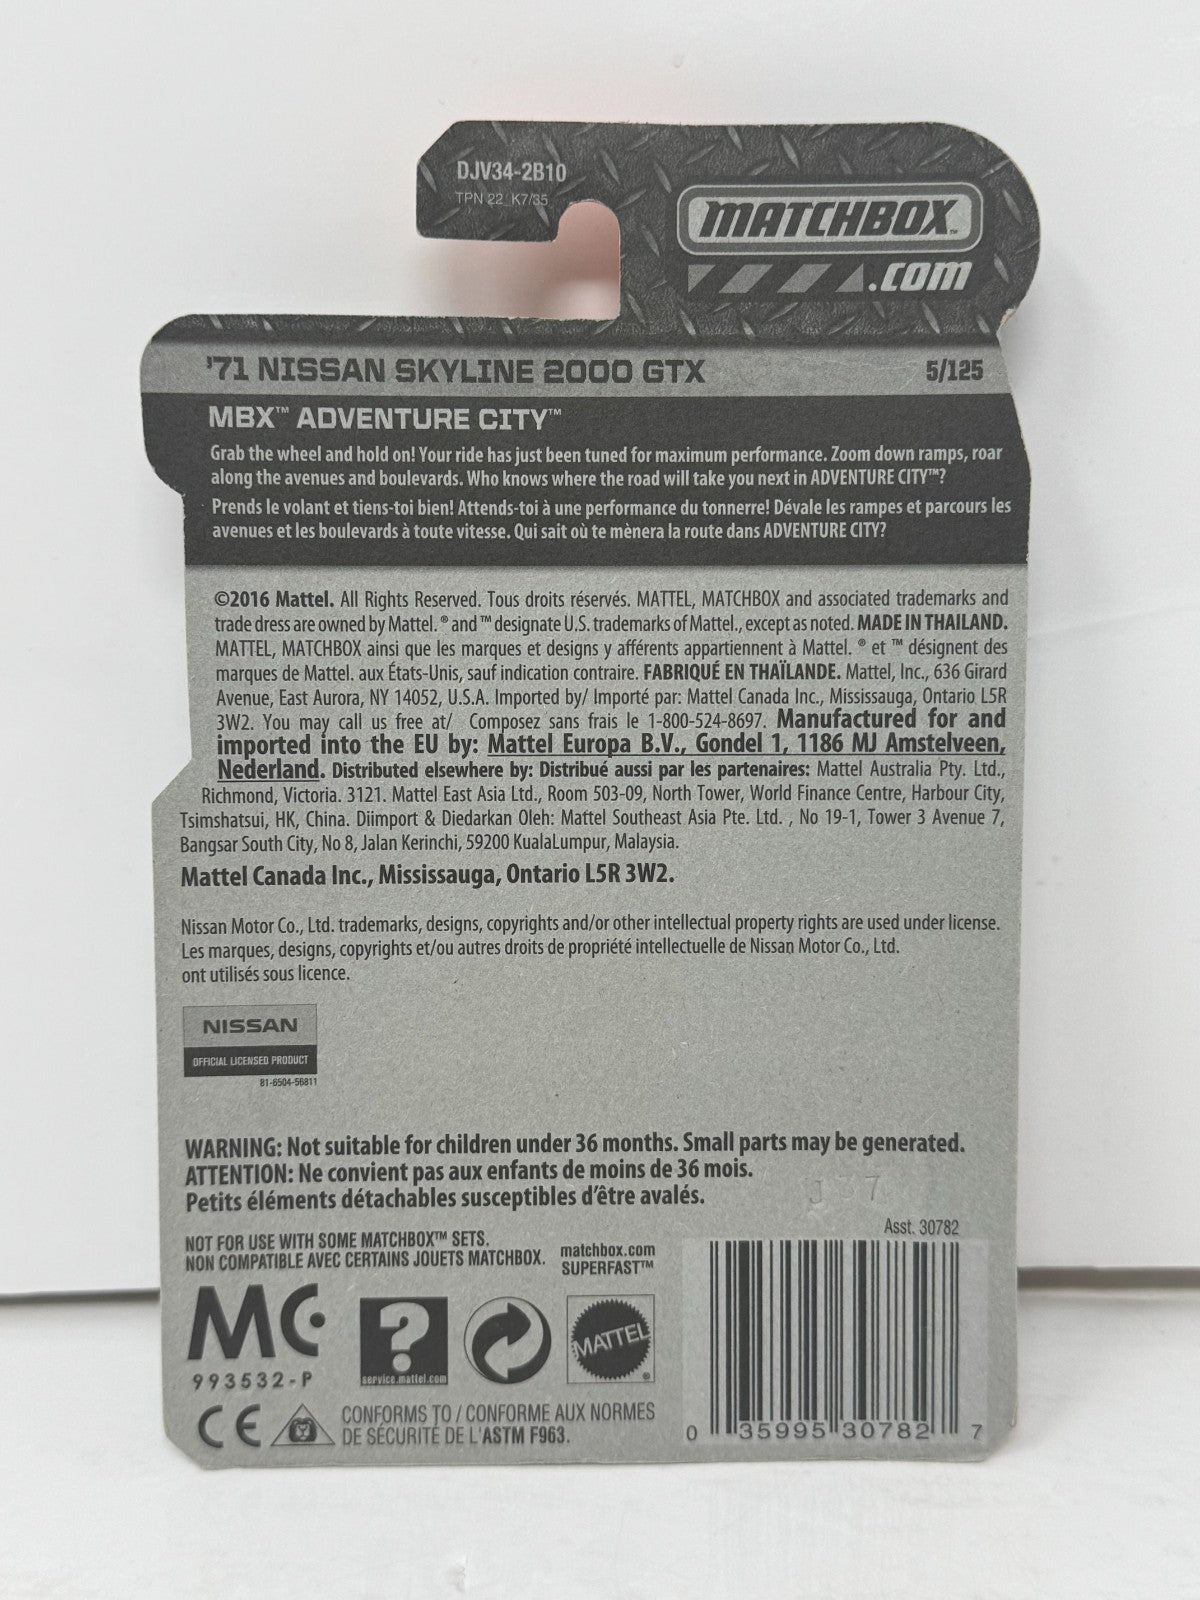 DJV34-2B10
TPN 22 K7/35
MATCHBOX™
.COM
'71 NISSAN SKYLINE 2000 GTX
5/125
MBX™ ADVENTURE CITY™
Grab the wheel and hold on! Your ride has just been tuned for maximum performance. Zoom down ramps, roar
along the avenues and boulevards. Who knows where the road will take you next in ADVENTURE CITY™?
Prends le volant et tiens-toi bien! Attends-toi à une performance du tonnerre! Dévale les rampes et parcours les
avenues et les boulevards à toute vitesse. Qui sait où te mènera la route dans ADVENTURE CITY?
©2016 Mattel. All Rights Reserved. Tous droits réservés. MATTEL, MATCHBOX and associated trademarks and
trade dress are owned by Mattel. ® and ™ designate U.S. trademarks of Mattel., except as noted. MADE IN THAILAND.
MATTEL, MATCHBOX ainsi que les marques et designs y afférents appartiennent à Mattel. ® et ™ désignent des
marques de Mattel. aux États-Unis, sauf indication contraire. FABRIQUÉ EN THAÏLANDE. Mattel, Inc., 636 Girard
Avenue, East Aurora, NY 14052, U.S.A. Imported by/ Importé par: Mattel Canada Inc., Mississauga, Ontario L5R
3W2. You may call us free at/ Composez sans frais le 1-800-524-8697. Manufactured for and
imported into the EU by: Mattel Europa B.V., Gondel 1, 1186 MJ Amstelveen,
Nederland. Distributed elsewhere by: Distribué aussi par les partenaires: Mattel Australia Pty. Ltd.,
Richmond, Victoria. 3121. Mattel East Asia Ltd., Room 503-09, North Tower, World Finance Centre, Harbour City,
Tsimshatsui, HK, China. Diimport & Diedarkan Oleh: Mattel Southeast Asia Pte. Ltd. , No 19-1, Tower 3 Avenue 7,
Bangsar South City, No 8, Jalan Kerinchi, 59200 KualaLumpur, Malaysia.
Mattel Canada Inc., Mississauga, Ontario L5R 3W2.
Nissan Motor Co., Ltd. trademarks, designs, copyrights and/or other intellectual property rights are used under license.
Les marques, designs, copyrights et/ou autres droits de propriété intellectuelle de Nissan Motor Co., Ltd.
ont utilisés sous licence.
NISSAN
OFFICIAL LICENSED PRODUCT
81-6504-56811
WARNING: Not suitable for children under 36 months. Small parts may be generated.
ATTENTION: Ne convient pas aux enfants de moins de 36 mois.
Petits éléments détachables susceptibles d'être avalés.
J37
Asst. 30782
NOT FOR USE WITH SOME MATCHBOX™ SETS.
NON COMPATIBLE AVEC CERTAINS JOUETS MATCHBOX.
matchbox.com
SUPERFAST™
MC
993532-P
?
service.mattel.com
MATTEL®
CE
CONFORMS TO / CONFORME AUX NORMES
DE SÉCURITÉ DE L'ASTM F963.
0 35995 30782 7